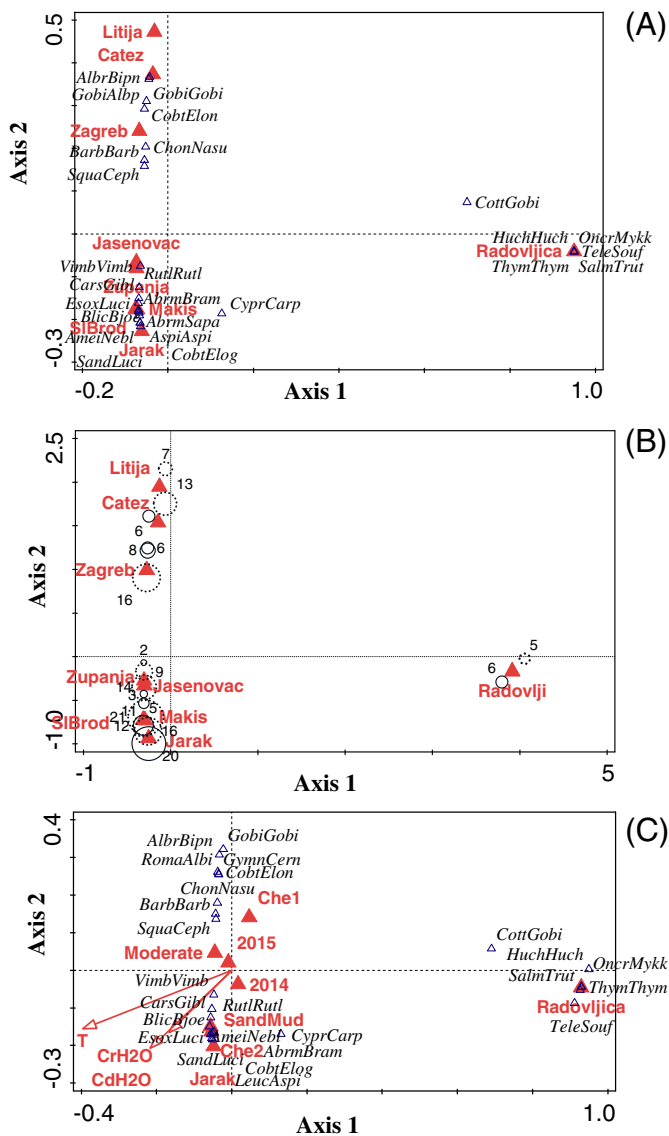 (A)
0.5
Litija
Catez
AlbrBipn
GobiAlbp
GobiGobi
CobtElon
Zagreb
BarbBarb
ChonNasu
SquaCeph
Axis 2
CottGobi
HuchHuch
OncrMykk
Radovljica
TeleSouf
ThymThym
SalmTrut
Jasenovac
VimbVimb
RutlRutl
CarsGibl
Zupanja
AbrmBram
EsoxLuci
Makis
CyprCarp
BlicBjoe
AbrmSapa
SlBrod
AmeiNebl
AspiAspi
Jarak
CobtElog
SandLuci
-0.3
-0.2
Axis 1
1.0
(B)
2.5
7
Litija
13
Catez
6
8
6
Zagreb
16
Axis 2
2
5
9
6
Zupanja
14
Jasenovac
Radovlji
3
11
5
21
Makis
SlBrod
12
16
Jarak
20
-1.0
-1
Axis 1
5
(C)
0.4
AlbrBipn
GobiGobi
RomaAlbi
GymnCern
CobtElon
ChonNasu
BarbBarb
Che1
SquaCeph
2015
Moderate
Axis 2
CottGobi
HuchHuch
OncrMykk
SalmTrut
ThymThym
Radovljica
TeleSouf
VimbVimb
2014
CarsGibl
RutlRutl
BlicBjoe
SandMud
T
EsoxLuci
AmeiNebl
CyprCarp
CrH2O
Che2
AbrmBram
SandLuci
CobtElog
CdH2O
Jarak
LeucAspi
-0.3
-0.4
Axis 1
1.0